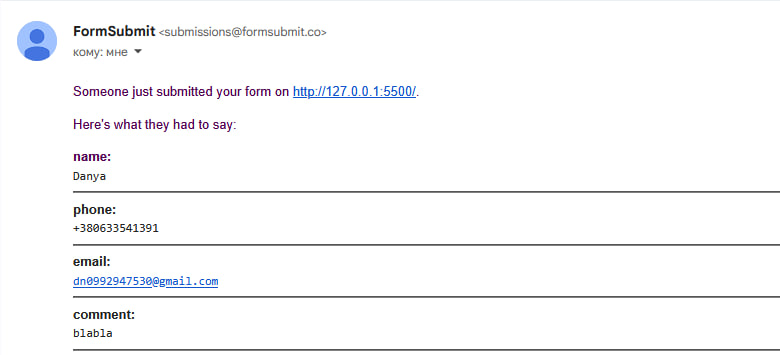 FormSubmit <submissions@formsubmit.co>
кому: мне
Someone just submitted your form on http://127.0.0.1:5500/.
Here's what they had to say:
name:
Danya
phone:
+380633541391
email:
dn0992947530@gmail.com
comment:
blabla